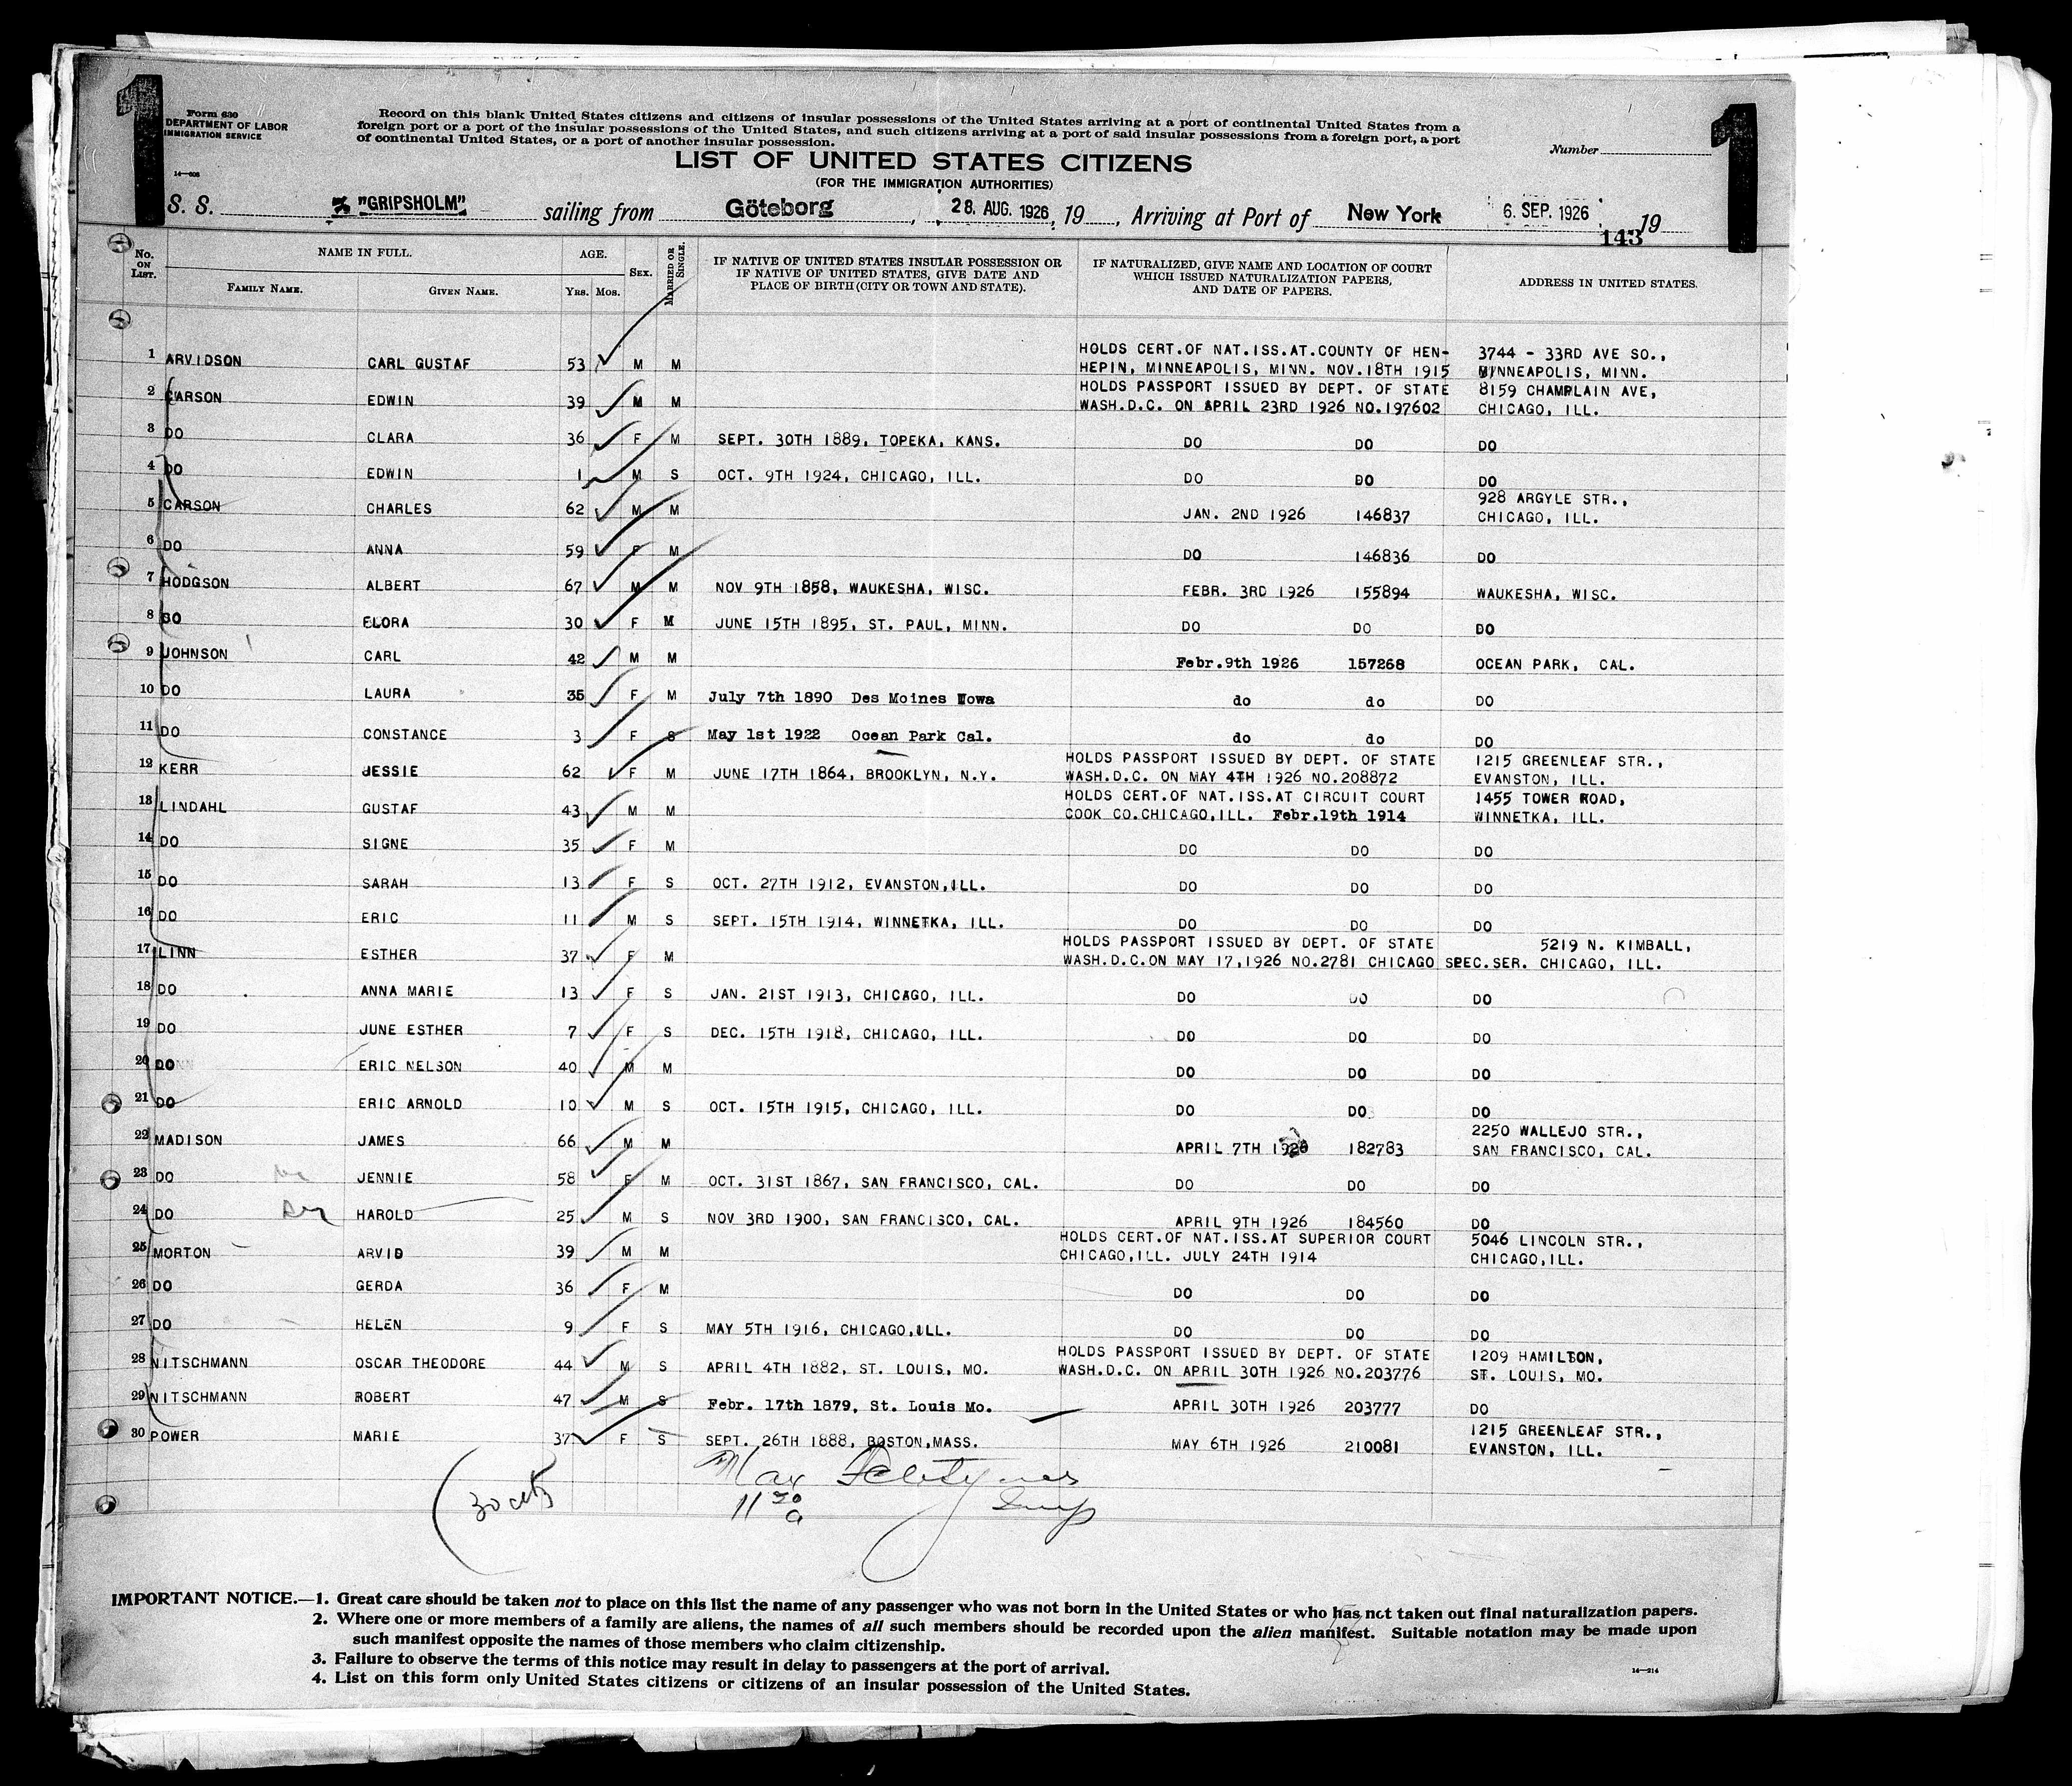 1 1
Form 630
DEPARTMENT OF LABOR
IMMIGRATION SERVICE
14—608
Record on this blank United States citizens and citizens of insular possessions of the United States arriving at a port of continental United States from a
foreign port or a port of the insular possessions of the United States, and such citizens arriving at a port of said insular possessions from a foreign port, a port
of continental United States, or a port of another insular possession.
Number
LIST OF UNITED STATES CITIZENS
(FOR THE IMMIGRATION AUTHORITIES)
S. S. "GRIPSHOLM" sailing from Göteborg, 28. AUG. 1926, 19, Arriving at Port of New York 6. SEP. 1926 19
143
No. ON LIST. NAME IN FULL. FAMILY NAME. GIVEN NAME. AGE. YRS. MOS. SEX. MARRIED OR SINGLE. IF NATIVE OF UNITED STATES INSULAR POSSESSION OR IF NATIVE OF UNITED STATES, GIVE DATE AND PLACE OF BIRTH (CITY OR TOWN AND STATE). IF NATURALIZED, GIVE NAME AND LOCATION OF COURT WHICH ISSUED NATURALIZATION PAPERS, AND DATE OF PAPERS. ADDRESS IN UNITED STATES.
HOLDS CERT.OF NAT.ISS.AT.COUNTY OF HEN- 3744 - 33RD AVE SO.,
1 ARVIDSON CARL GUSTAF 53 M M HEPIN, MINNEAPOLIS, MINN. NOV.18TH 1915 MINNEAPOLIS, MINN.
HOLDS PASSPORT ISSUED BY DEPT. OF STATE 8159 CHAMPLAIN AVE,
2 CARSON EDWIN 39 M M WASH.D.C. ON APRIL 23RD 1926 NO.197602 CHICAGO, ILL.
3 DO CLARA 36 F M SEPT. 30TH 1889, TOPEKA, KANS. DO DO DO
4 DO EDWIN 1 M S OCT. 9TH 1924, CHICAGO, ILL. DO DO DO
928 ARGYLE STR.,
5 CARSON CHARLES 62 M M JAN. 2ND 1926 146837 CHICAGO, ILL.
6 DO ANNA 59 F M DO 146836 DO
7 HODGSON ALBERT 67 M M NOV 9TH 1858, WAUKESHA, WISC. FEBR. 3RD 1926 155894 WAUKESHA, WISC.
8 DO ELORA 30 F M JUNE 15TH 1895, ST. PAUL, MINN. DO DO DO
9 JOHNSON CARL 42 M M Febr.9th 1926 157268 OCEAN PARK, CAL.
10 DO LAURA 35 F M July 7th 1890 Des Moines Iowa do do DO
11 DO CONSTANCE 3 F S May 1st 1922 Ocean Park Cal. do do DO
HOLDS PASSPORT ISSUED BY DEPT. OF STATE 1215 GREENLEAF STR.,
12 KERR JESSIE 62 F M JUNE 17TH 1864, BROOKLYN, N.Y. WASH.D.C. ON MAY 4TH 1926 NO.208872 EVANSTON, ILL.
HOLDS CERT.OF NAT.ISS.AT CIRCUIT COURT 1455 TOWER ROAD,
13 LINDAHL GUSTAF 43 M M COOK CO.CHICAGO,ILL. Febr.19th 1914 WINNETKA, ILL.
14 DO SIGNE 35 F M DO DO DO
15 DO SARAH 13 F S OCT. 27TH 1912, EVANSTON,ILL. DO DO DO
16 DO ERIC 11 M S SEPT. 15TH 1914, WINNETKA, ILL. DO DO DO
HOLDS PASSPORT ISSUED BY DEPT. OF STATE 5219 N. KIMBALL,
17 LINN ESTHER 37 F M WASH.D.C.ON MAY 17,1926 NO.2781 CHICAGO SPEC.SER. CHICAGO, ILL.
18 DO ANNA MARIE 13 F S JAN. 21ST 1913, CHICAGO, ILL. DO DO DO
19 DO JUNE ESTHER 7 F S DEC. 15TH 1918, CHICAGO, ILL. DO DO DO
20 DO ERIC NELSON 40 M M DO DO DO
21 DO ERIC ARNOLD 10 M S OCT. 15TH 1915, CHICAGO, ILL. DO DO DO
2250 WALLEJO STR.,
22 MADISON JAMES 66 M M APRIL 7TH 1926 182783 SAN FRANCISCO, CAL.
23 DO JENNIE 58 F M OCT. 31ST 1867, SAN FRANCISCO, CAL. DO DO DO
24 DO HAROLD 25 M S NOV 3RD 1900, SAN FRANCISCO, CAL. APRIL 9TH 1926 184560 DO
HOLDS CERT.OF NAT.ISS.AT SUPERIOR COURT 5046 LINCOLN STR.,
25 MORTON ARVID 39 M M CHICAGO,ILL. JULY 24TH 1914 CHICAGO,ILL.
26 DO GERDA 36 F M DO DO DO
27 DO HELEN 9 F S MAY 5TH 1916, CHICAGO,ILL. DO DO DO
HOLDS PASSPORT ISSUED BY DEPT. OF STATE 1209 HAMILTON,
28 NITSCHMANN OSCAR THEODORE 44 M S APRIL 4TH 1882, ST. LOUIS, MO. WASH.D.C. ON APRIL 30TH 1926 NO.203776 ST. LOUIS, MO.
29 NITSCHMANN ROBERT 47 M S Febr. 17th 1879, St. Louis Mo. APRIL 30TH 1926 203777 DO
1215 GREENLEAF STR.,
30 POWER MARIE 37 F S SEPT. 26TH 1888, BOSTON,MASS. MAY 6TH 1926 210081 EVANSTON, ILL.
Max
30 cits 11 30 a Insp
IMPORTANT NOTICE.—1. Great care should be taken not to place on this list the name of any passenger who was not born in the United States or who has not taken out final naturalization papers.
2. Where one or more members of a family are aliens, the names of all such members should be recorded upon the alien manifest. Suitable notation may be made upon
such manifest opposite the names of those members who claim citizenship.
3. Failure to observe the terms of this notice may result in delay to passengers at the port of arrival.
4. List on this form only United States citizens or citizens of an insular possession of the United States.
14—214